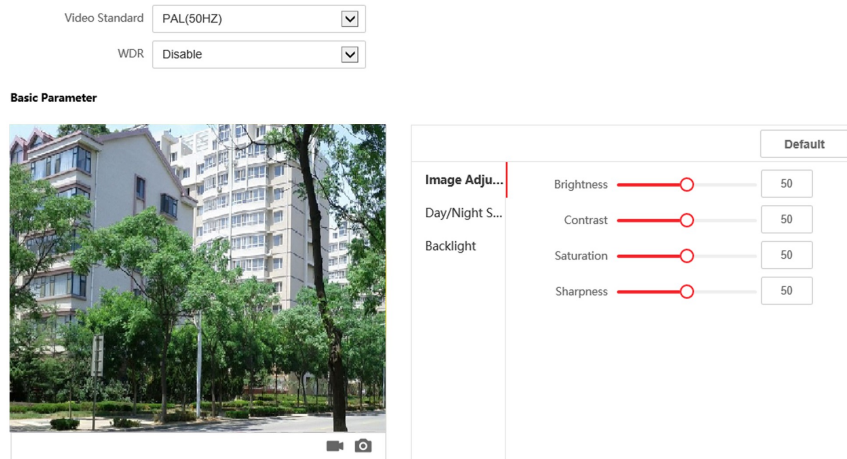 Video Standard PAL(50HZ)
WDR Disable
Basic Parameter
Default
Image Adju...
Day/Night S...
Backlight
Brightness 50
Contrast 50
Saturation 50
Sharpness 50